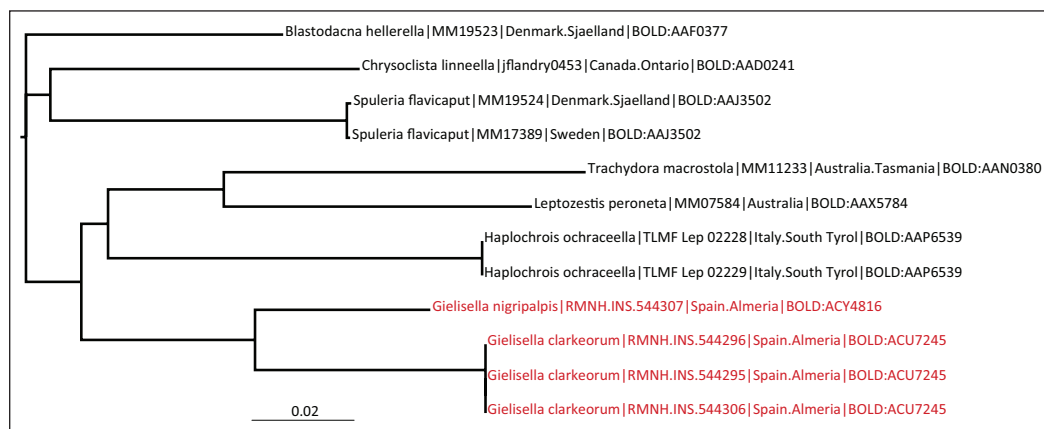 Blastodacna hellerella|MM19523|Denmark.Sjaelland|BOLD:AAF0377
Chrysoclista linneella|jflandry0453|Canada.Ontario|BOLD:AAD0241
Spuleria flavicaput|MM19524|Denmark.Sjaelland|BOLD:AAJ3502
Spuleria flavicaput|MM17389|Sweden|BOLD:AAJ3502
Trachydora macrostola|MM11233|Australia.Tasmania|BOLD:AAN0380
Leptozestis peroneta|MM07584|Australia|BOLD:AAX5784
Haplochrois ochraceella|TLMF Lep 02228|Italy.South Tyrol|BOLD:AAP6539
Haplochrois ochraceella|TLMF Lep 02229|Italy.South Tyrol|BOLD:AAP6539
Gielisella nigripalpis|RMNH.INS.544307|Spain.Almeria|BOLD:ACY4816
Gielisella clarkeorum|RMNH.INS.544296|Spain.Almeria|BOLD:ACU7245
Gielisella clarkeorum|RMNH.INS.544295|Spain.Almeria|BOLD:ACU7245
Gielisella clarkeorum|RMNH.INS.544306|Spain.Almeria|BOLD:ACU7245
0.02